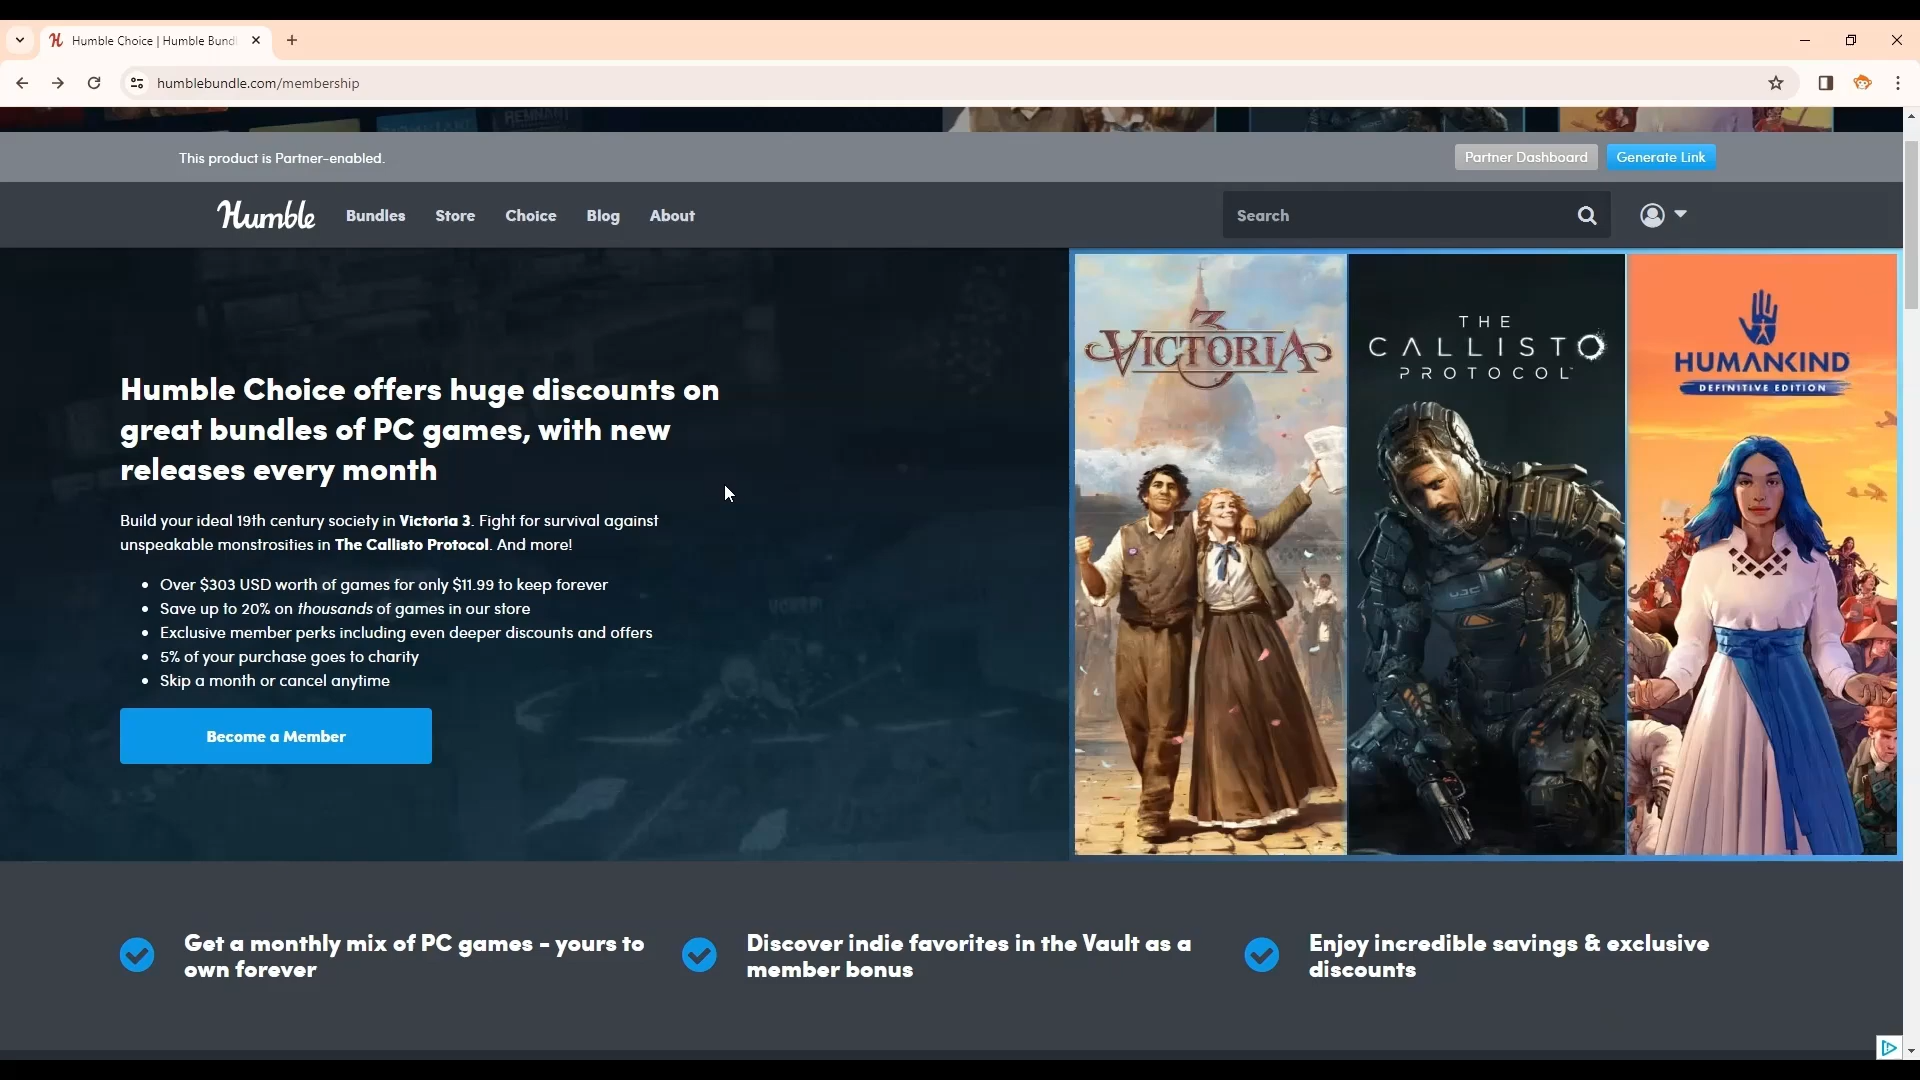 Humble Choice | Humble Bund
humblebundle.com/membership
REMNANT
This product is Partner-enabled.
Partner Dashboard
Generate Link
Humble
Bundles
Store
Choice
Blog
About
Search
Humble Choice offers huge discounts on
great bundles of PC games, with new
releases every month
Build your ideal 19th century society in Victoria 3. Fight for survival against
unspeakable monstrosities in The Callisto Protocol. And more!
• Over $303 USD worth of games for only $11.99 to keep forever
• Save up to 20% on thousands of games in our store
• Exclusive member perks including even deeper discounts and offers
• 5% of your purchase goes to charity
• Skip a month or cancel anytime
Become a Member
3
VICTORIA
THE
CALLISTO
PROTOCOL
HUMANKIND
DEFINITIVE EDITION
Get a monthly mix of PC games - yours to
own forever
Discover indie favorites in the Vault as a
member bonus
Enjoy incredible savings & exclusive
discounts